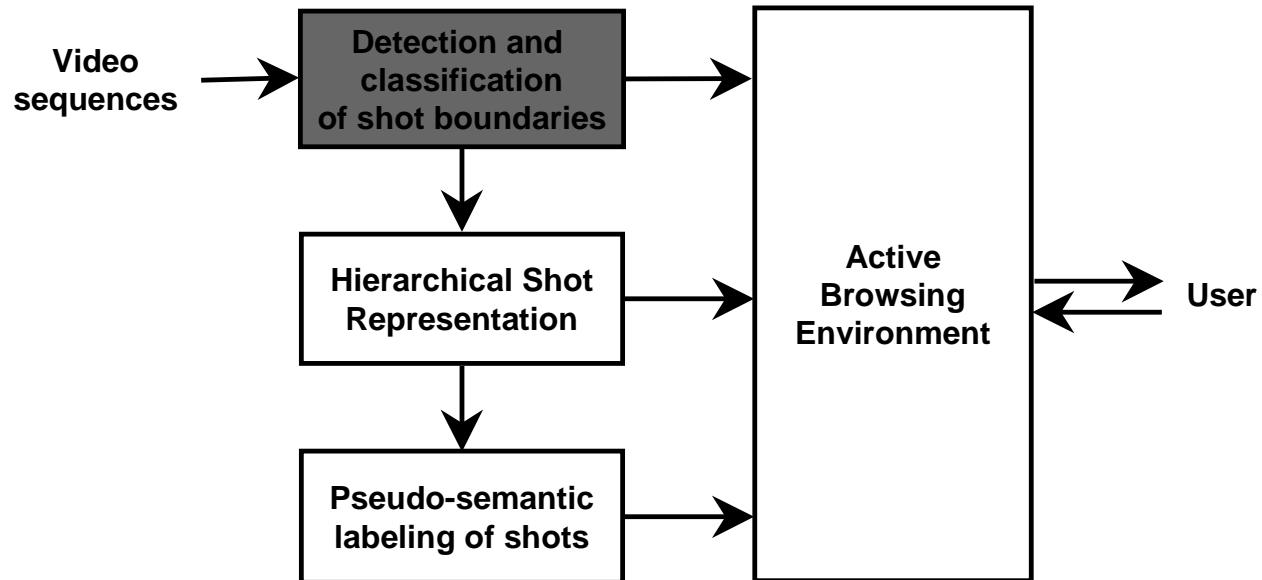 Video
sequences
Detection and
classification
of shot boundaries
Hierarchical Shot
Representation
Pseudo-semantic
labeling of shots
Active
Browsing
Environment
User